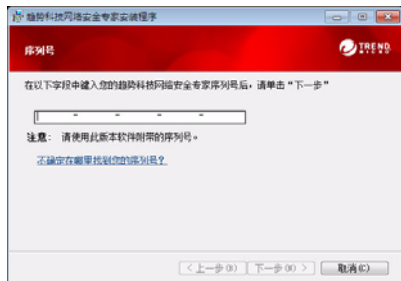 趋势科技网络安全专家安装程序
序列号
TREND
MICRO
在以下字段中键入您的趋势科技网络安全专家序列号后，请单击“下一步”
- - - - -
注意： 请使用此版本软件附带的序列号。
不确定在哪里找到您的序列号？
< 上一步(B) 下一步(N) > 取消(C)